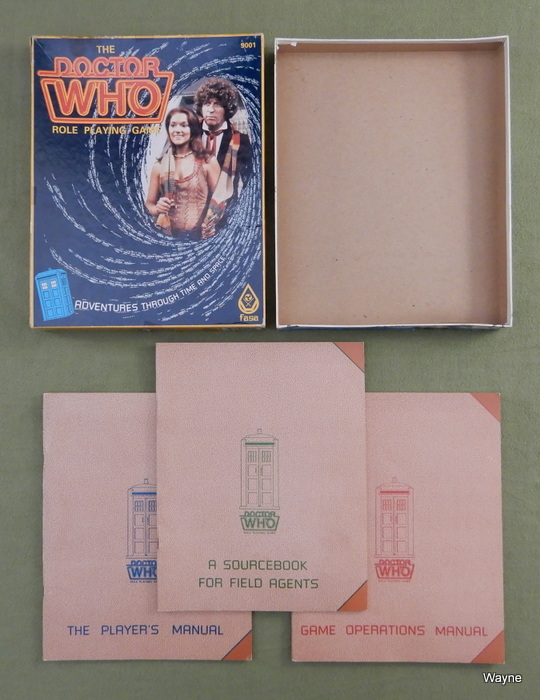 THE
9001
DOCTOR
WHO
ROLE PLAYING GAME
ADVENTURES THROUGH TIME AND SPACE
fasa
DOCTOR
WHO
A SOURCEBOOK
FOR FIELD AGENTS
DOCTOR
WHO
THE PLAYER'S MANUAL
DOCTOR
WHO
GAME OPERATIONS MANUAL
Wayne